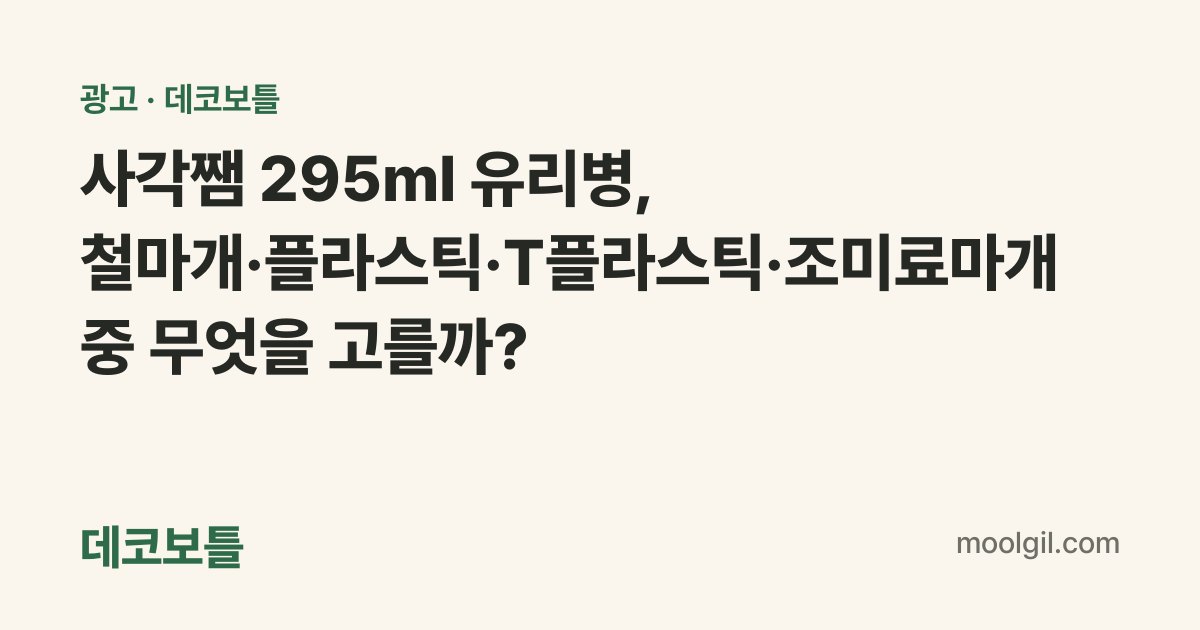 광고 · 데코보틀
사각쨈 295ml 유리병,
철마개·플라스틱·T플라스틱·조미료마개
중 무엇을 고를까?
데코보틀
moolgil.com